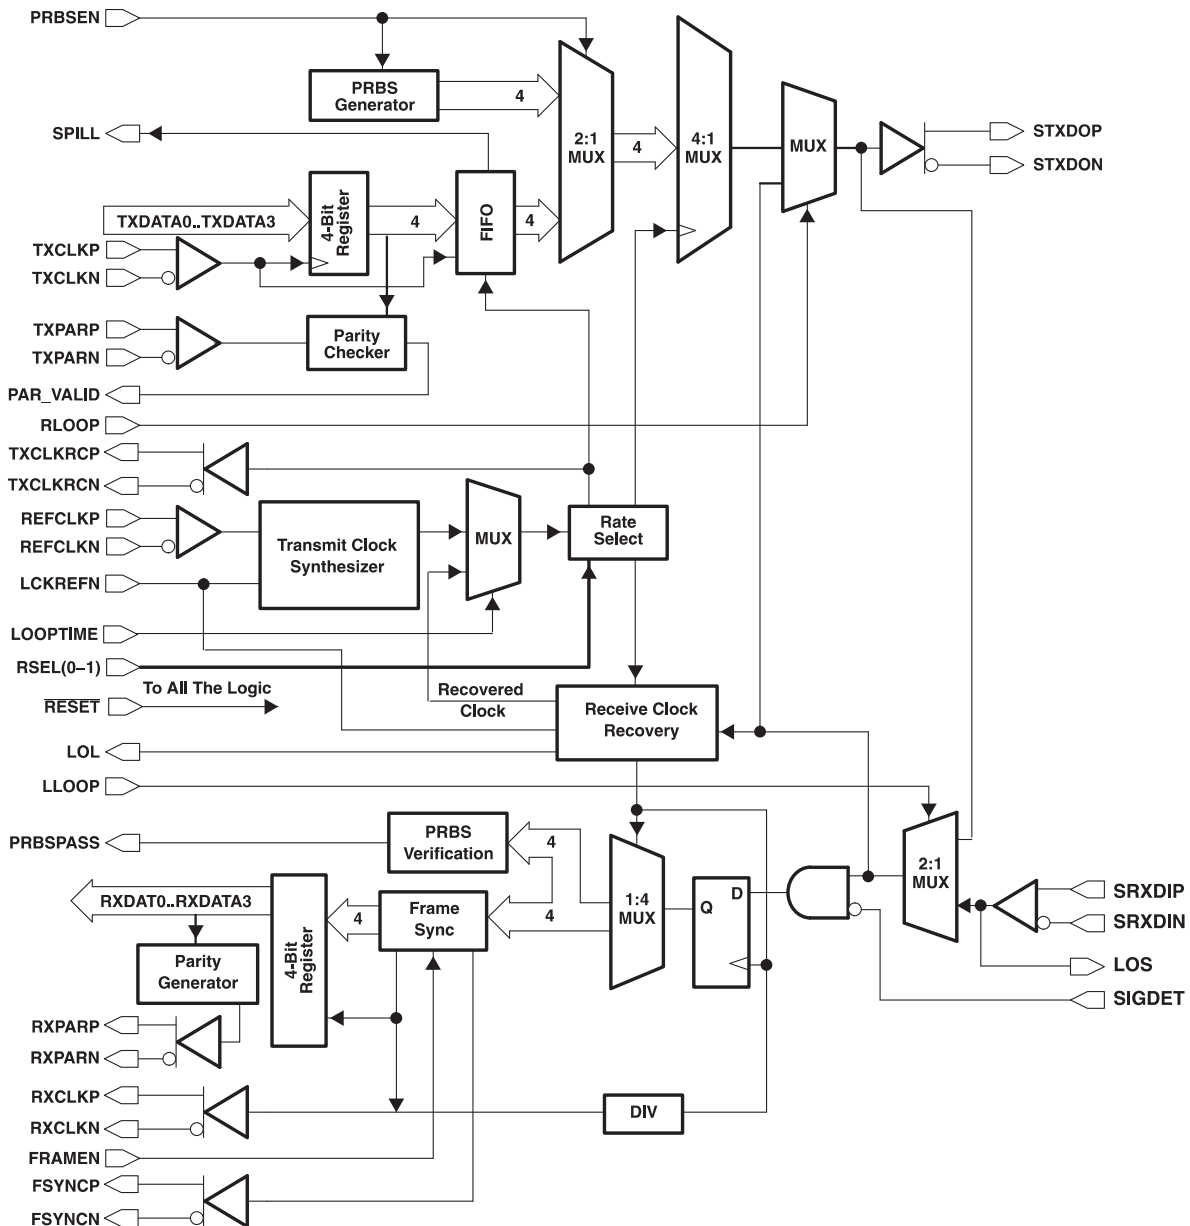 PRBSEN
PRBS
Generator
4
SPILL
2:1
MUX
4
4:1
MUX
MUX
STXDOP
STXDON
TXDATA0..TXDATA3
4-Bit
Register
4
FIFO
4
TXCLKP
TXCLKN
TXPARP
TXPARN
Parity
Checker
PAR_VALID
RLOOP
TXCLKRCP
TXCLKRCN
REFCLKP
REFCLKN
LCKREFN
Transmit Clock
Synthesizer
MUX
Rate
Select
LOOPTIME
RSEL(0–1)
RESET
To All The Logic
Recovered
Clock
Receive Clock
Recovery
LOL
LLOOP
PRBSPASS
PRBS
Verification
4
1:4
MUX
Q
D
2:1
MUX
SRXDIP
SRXDIN
LOS
SIGDET
RXDAT0..RXDATA3
4-Bit
Register
4
Frame
Sync
4
Parity
Generator
RXPARP
RXPARN
RXCLKP
RXCLKN
DIV
FRAMEN
FSYNCP
FSYNCN